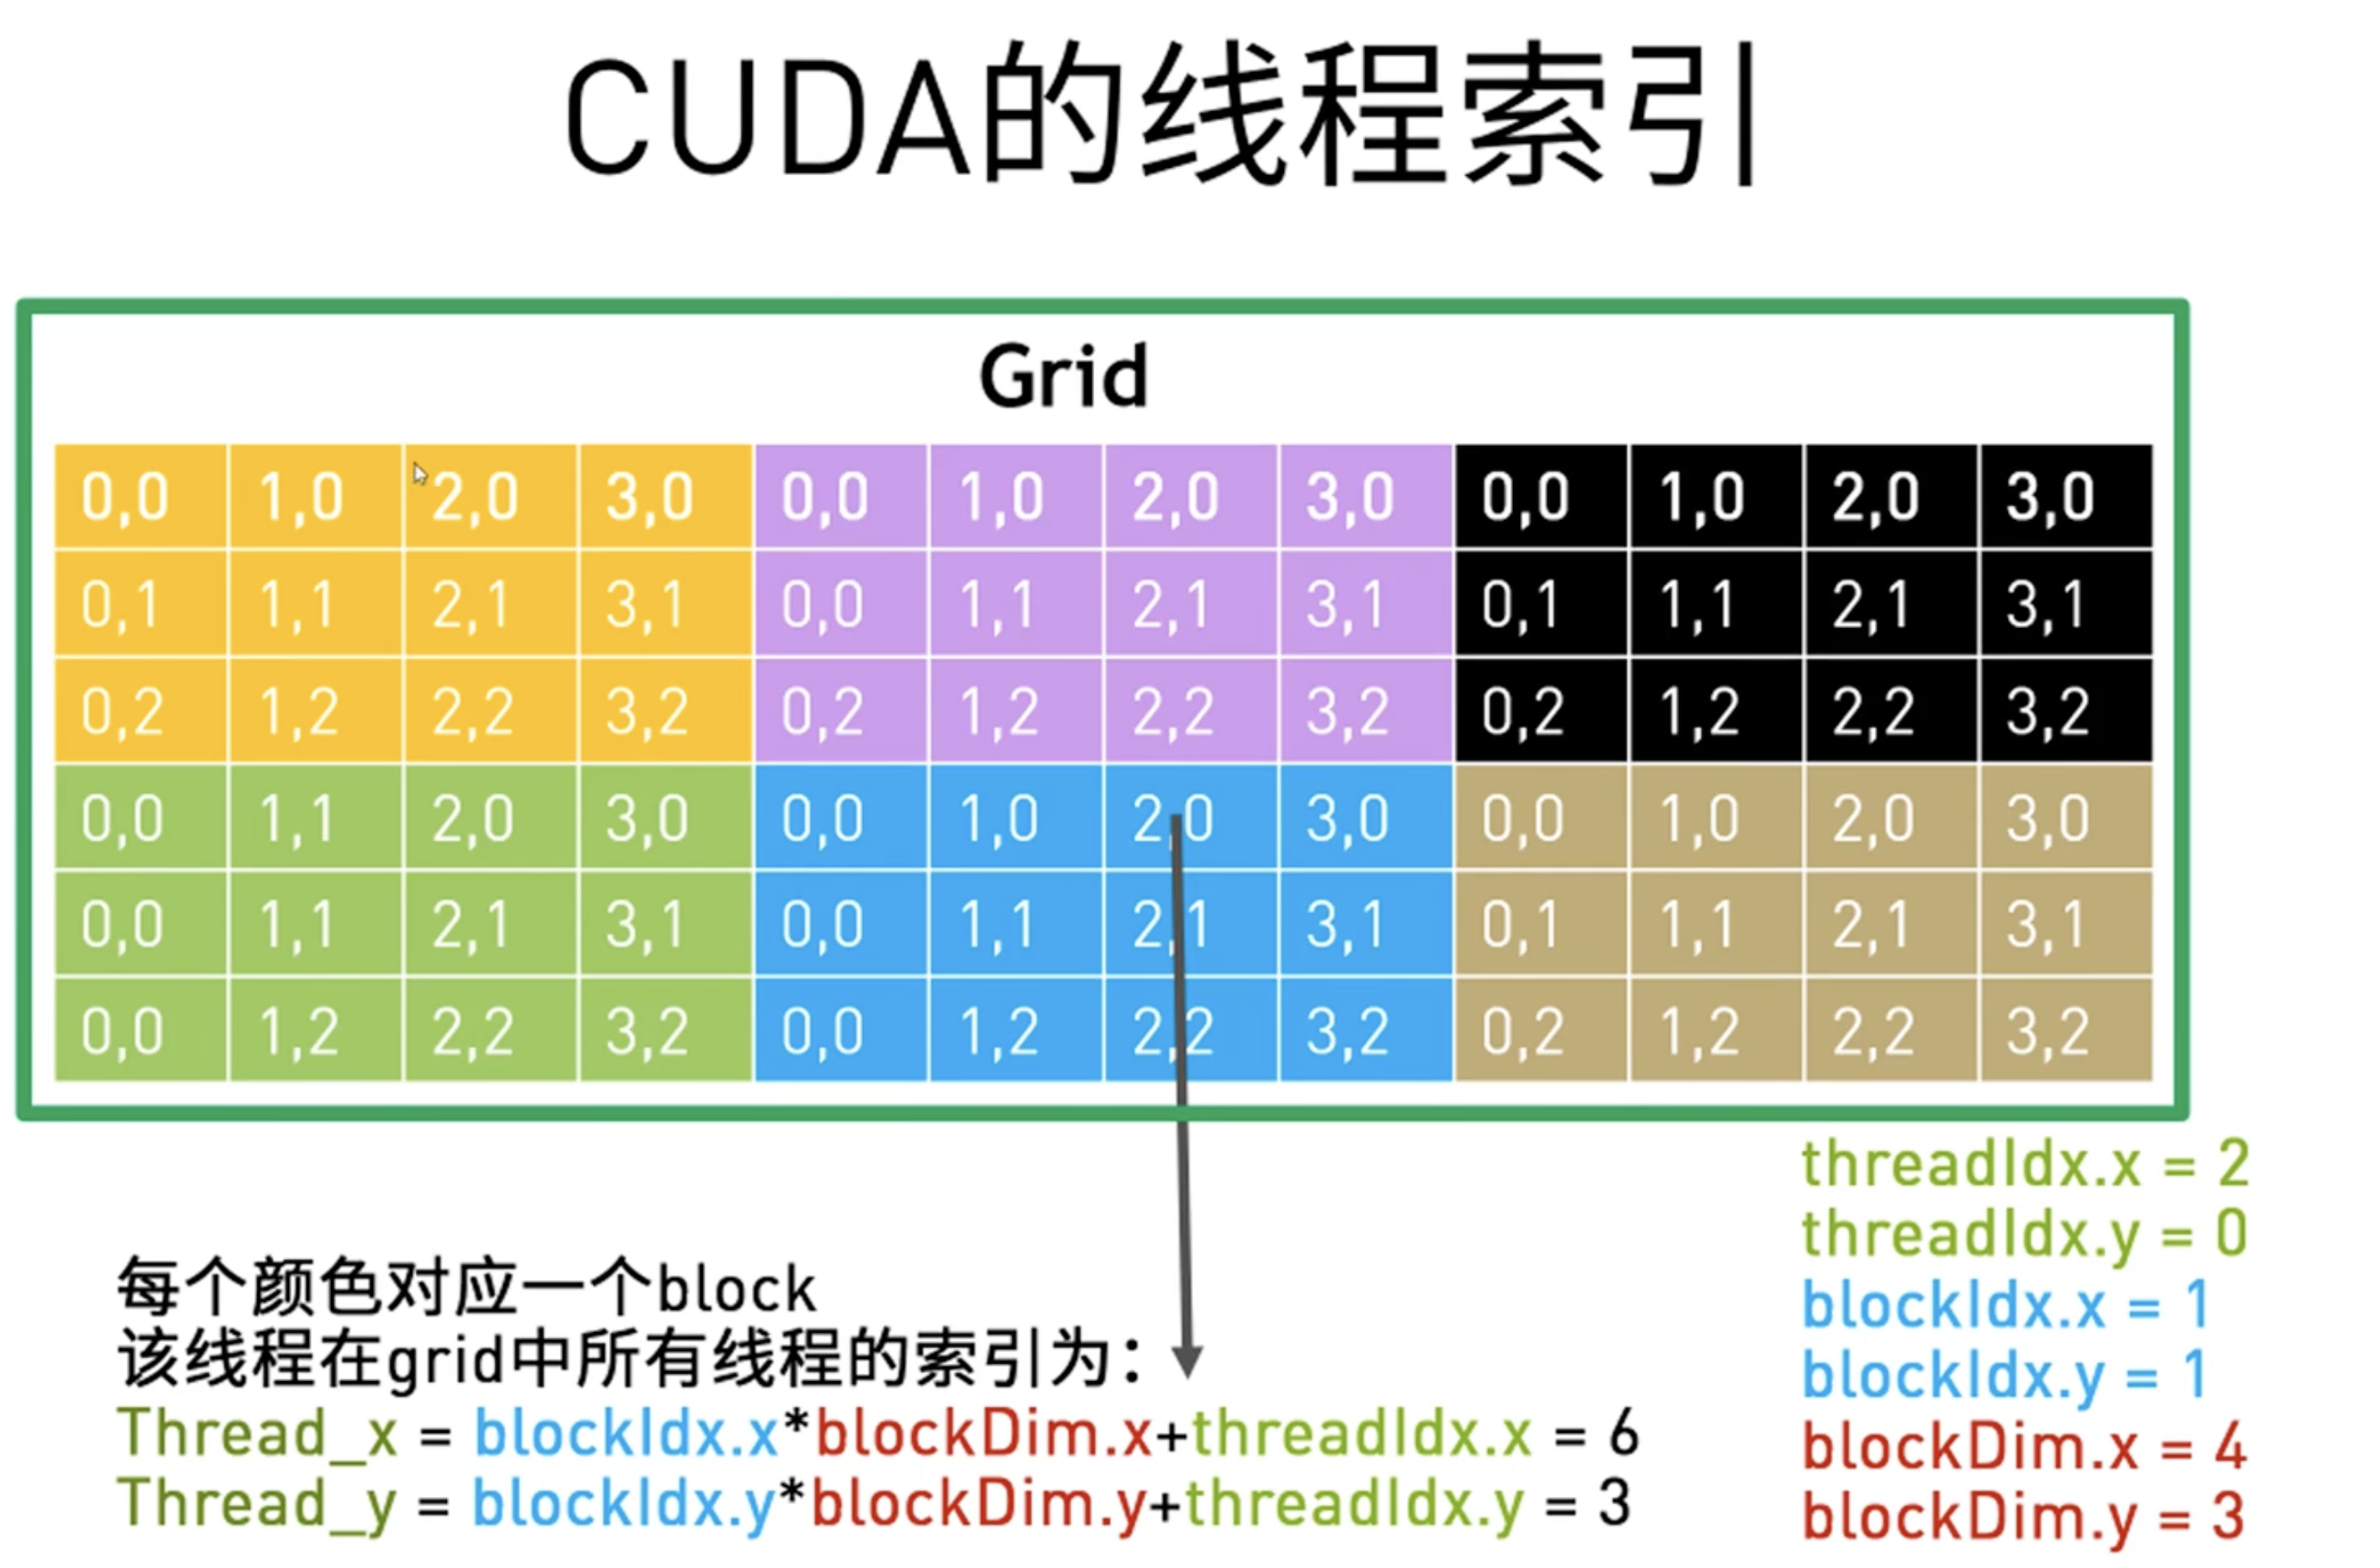 CUDA的线程索引
Grid
0,0 1,0 2,0 3,0 0,0 1,0 2,0 3,0 0,0 1,0 2,0 3,0
0,1 1,1 2,1 3,1 0,0 1,1 2,1 3,1 0,1 1,1 2,1 3,1
0,2 1,2 2,2 3,2 0,2 1,2 2,2 3,2 0,2 1,2 2,2 3,2
0,0 1,1 2,0 3,0 0,0 1,0 2,0 3,0 0,0 1,0 2,0 3,0
0,0 1,1 2,1 3,1 0,0 1,1 2,1 3,1 0,1 1,1 2,1 3,1
0,0 1,2 2,2 3,2 0,0 1,2 2,2 3,2 0,2 1,2 2,2 3,2
每个颜色对应一个block
该线程在grid中所有线程的索引为：
Thread_x = blockIdx.x*blockDim.x+threadIdx.x = 6
Thread_y = blockIdx.y*blockDim.y+threadIdx.y = 3
threadIdx.x = 2
threadIdx.y = 0
blockIdx.x = 1
blockIdx.y = 1
blockDim.x = 4
blockDim.y = 3